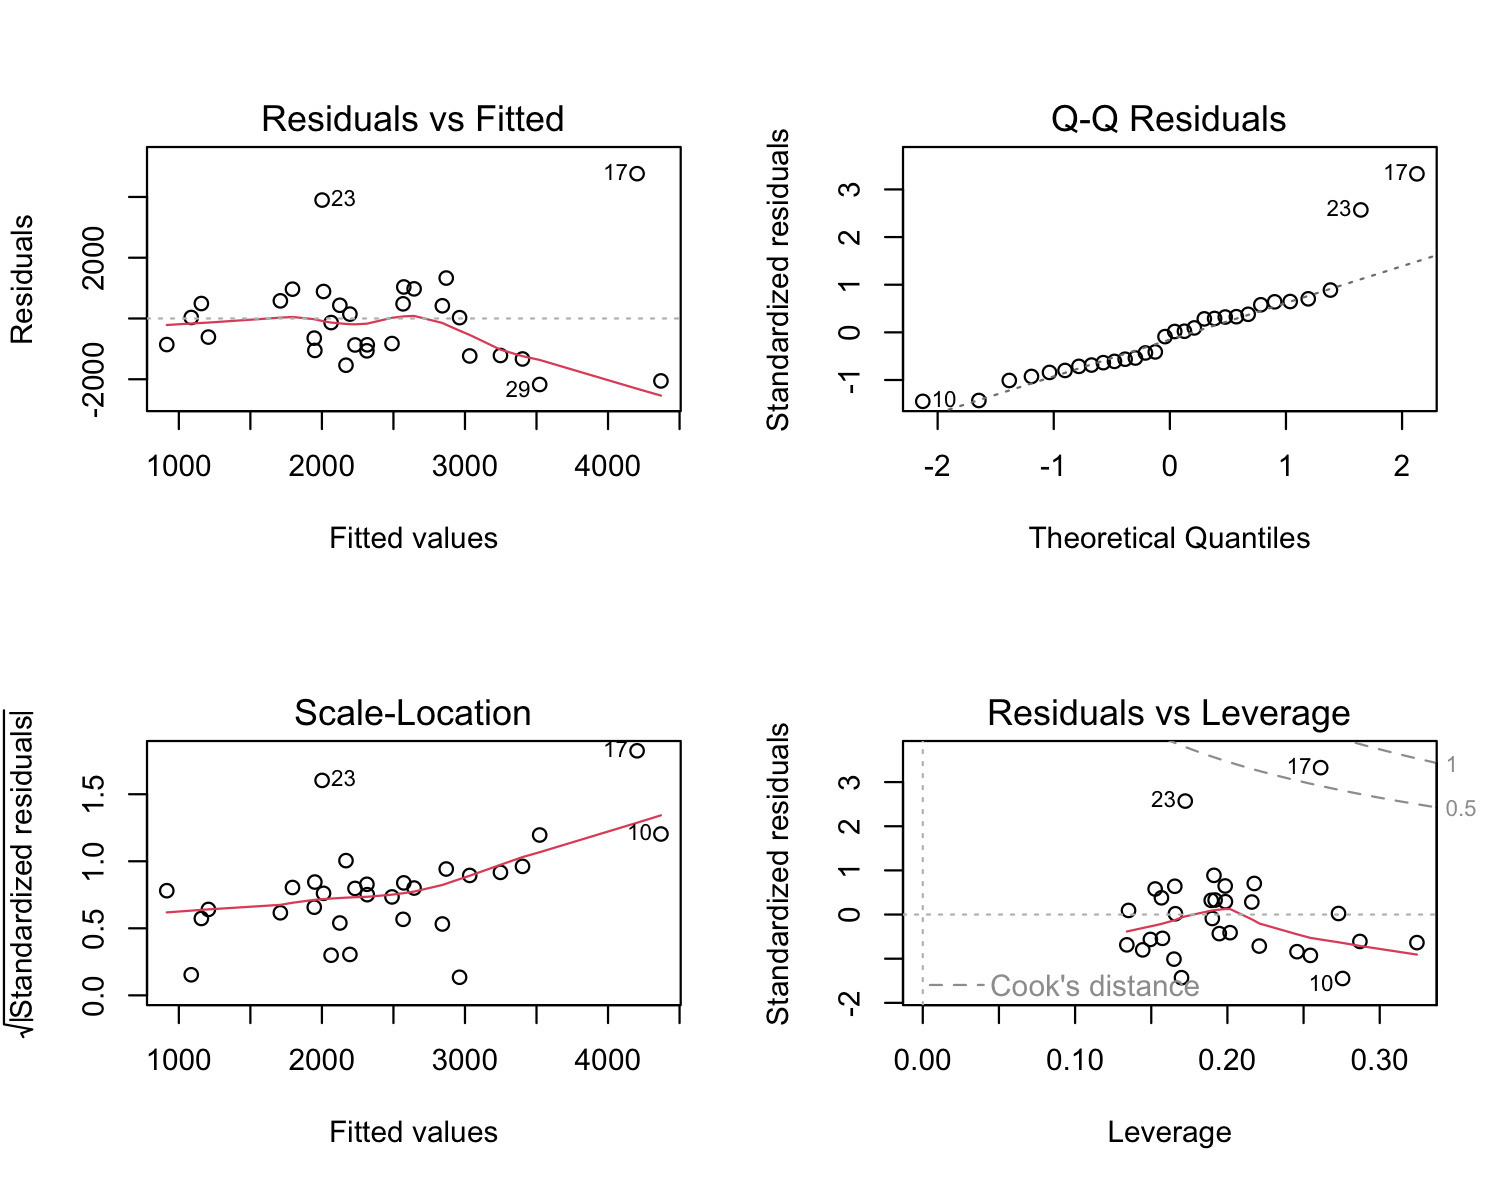 Residuals vs Fitted
Residuals
-2000 2000
17
23
29
1000 2000 3000 4000
Fitted values
Q-Q Residuals
Standardized residuals
-1 0 1 2 3
17
23
10
-2 -1 0 1 2
Theoretical Quantiles
Scale-Location
√|Standardized residuals|
0.0 0.5 1.0 1.5
17
23
10
1000 2000 3000 4000
Fitted values
Residuals vs Leverage
Standardized residuals
-2 0 1 2 3
17
23
10
1
0.5
Cook's distance
0.00 0.10 0.20 0.30
Leverage